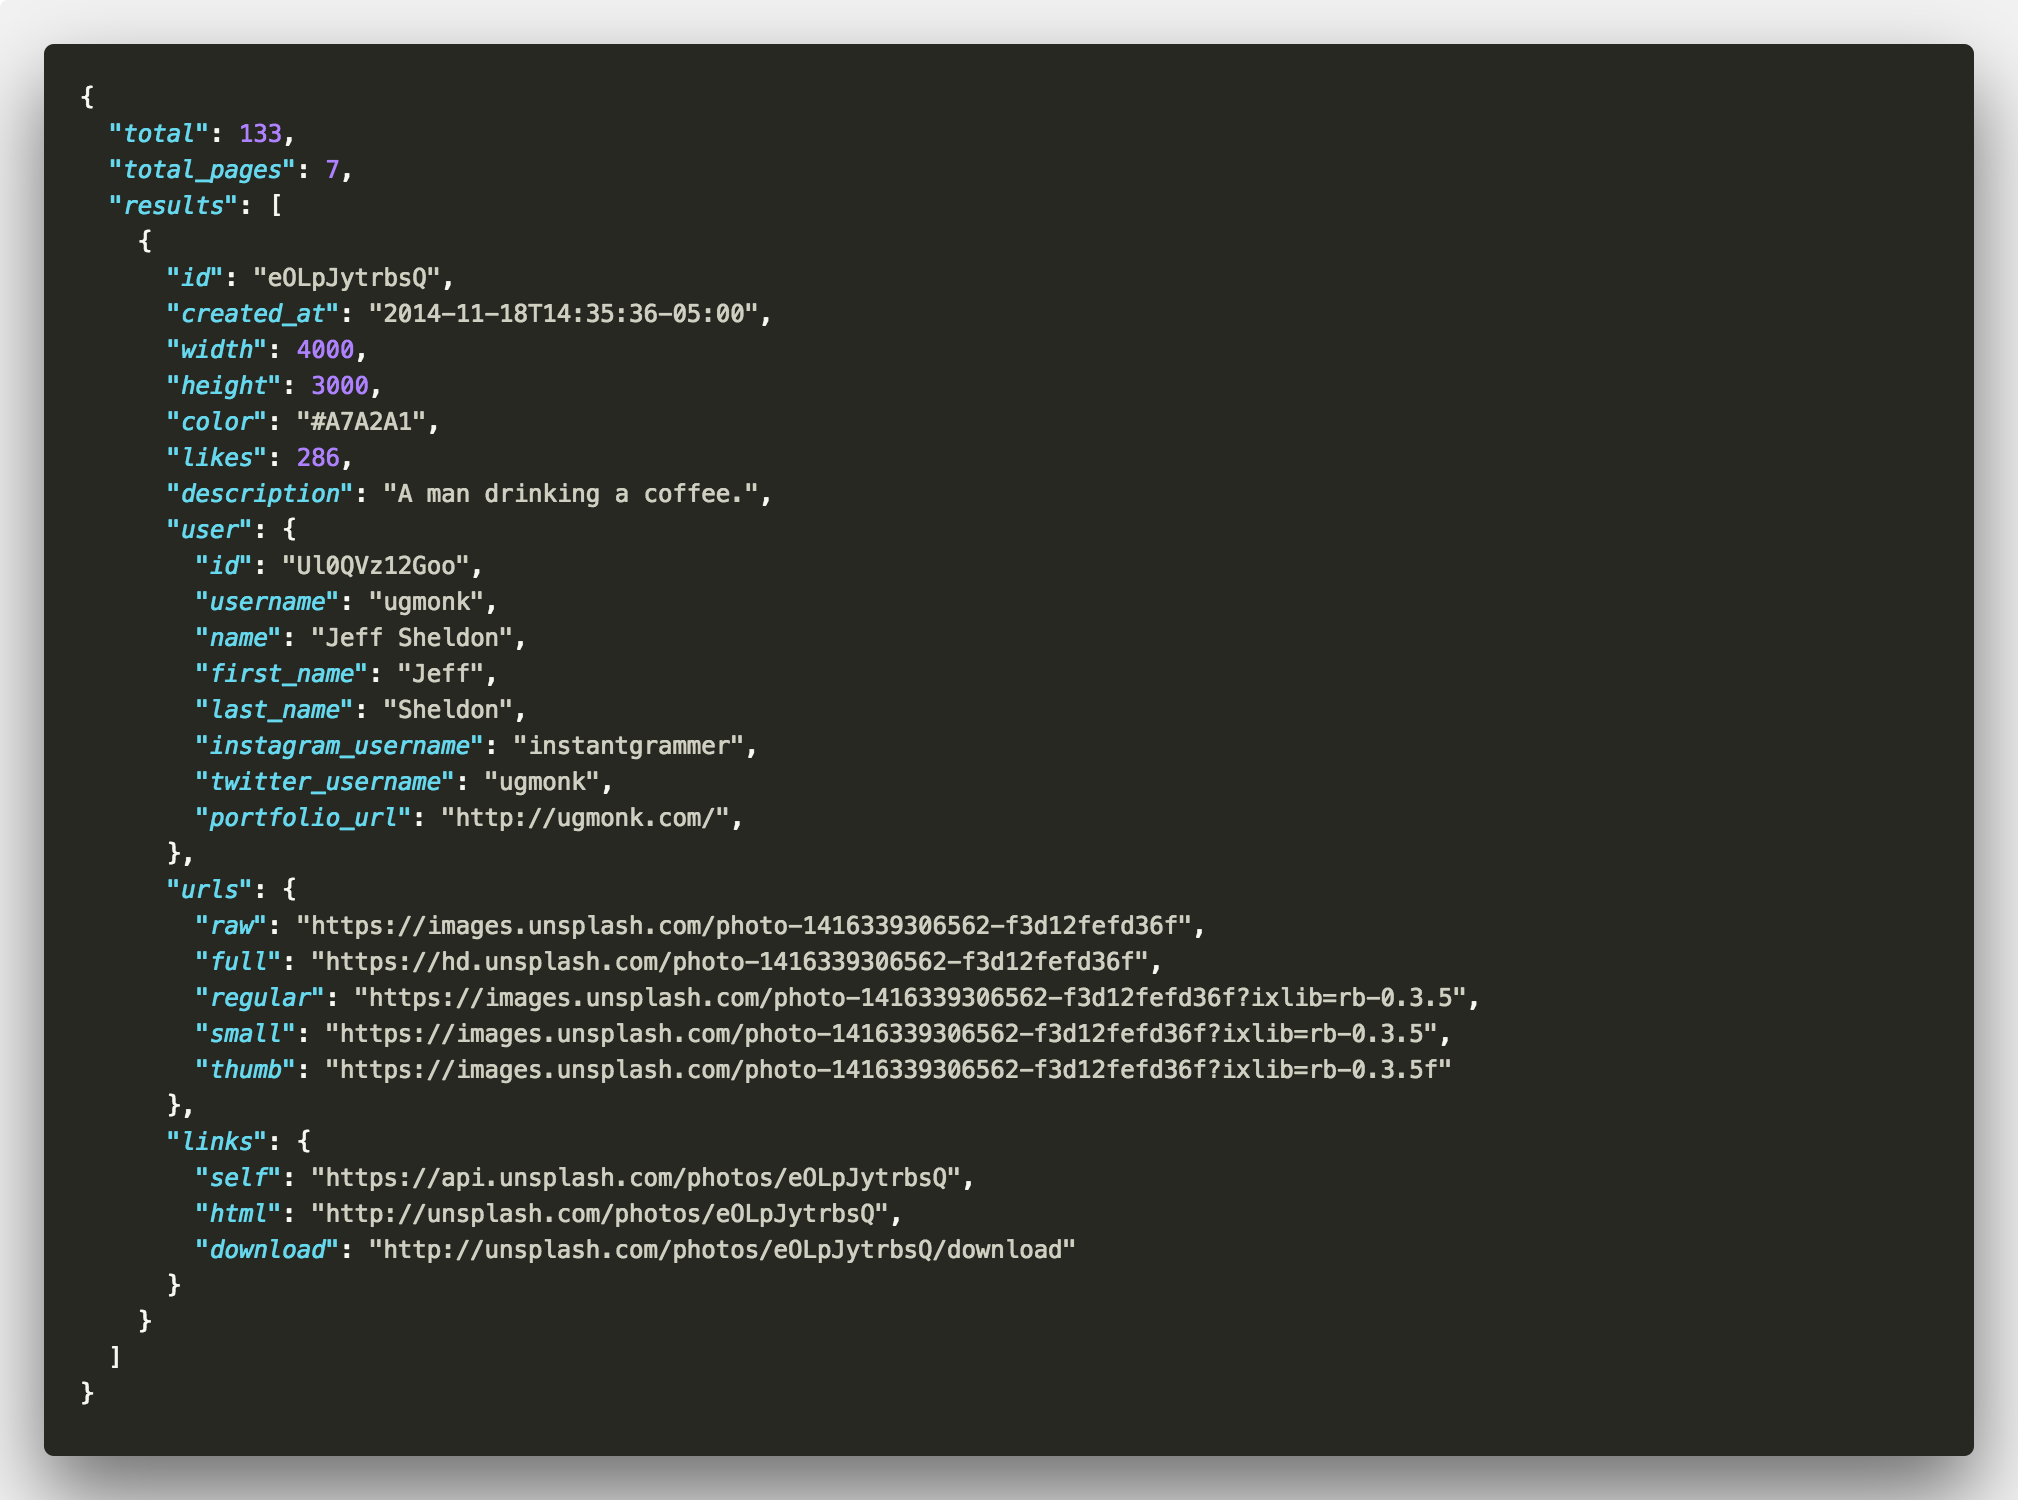 {
  "total": 133,
  "total_pages": 7,
  "results": [
    {
      "id": "eOLpJytrbsQ",
      "created_at": "2014-11-18T14:35:36-05:00",
      "width": 4000,
      "height": 3000,
      "color": "#A7A2A1",
      "likes": 286,
      "description": "A man drinking a coffee.",
      "user": {
        "id": "Ul0QVz12Goo",
        "username": "ugmonk",
        "name": "Jeff Sheldon",
        "first_name": "Jeff",
        "last_name": "Sheldon",
        "instagram_username": "instantgrammer",
        "twitter_username": "ugmonk",
        "portfolio_url": "http://ugmonk.com/",
      },
      "urls": {
        "raw": "https://images.unsplash.com/photo-1416339306562-f3d12fefd36f",
        "full": "https://hd.unsplash.com/photo-1416339306562-f3d12fefd36f",
        "regular": "https://images.unsplash.com/photo-1416339306562-f3d12fefd36f?ixlib=rb-0.3.5",
        "small": "https://images.unsplash.com/photo-1416339306562-f3d12fefd36f?ixlib=rb-0.3.5",
        "thumb": "https://images.unsplash.com/photo-1416339306562-f3d12fefd36f?ixlib=rb-0.3.5f"
      },
      "links": {
        "self": "https://api.unsplash.com/photos/eOLpJytrbsQ",
        "html": "http://unsplash.com/photos/eOLpJytrbsQ",
        "download": "http://unsplash.com/photos/eOLpJytrbsQ/download"
      }
    }
  ]
}